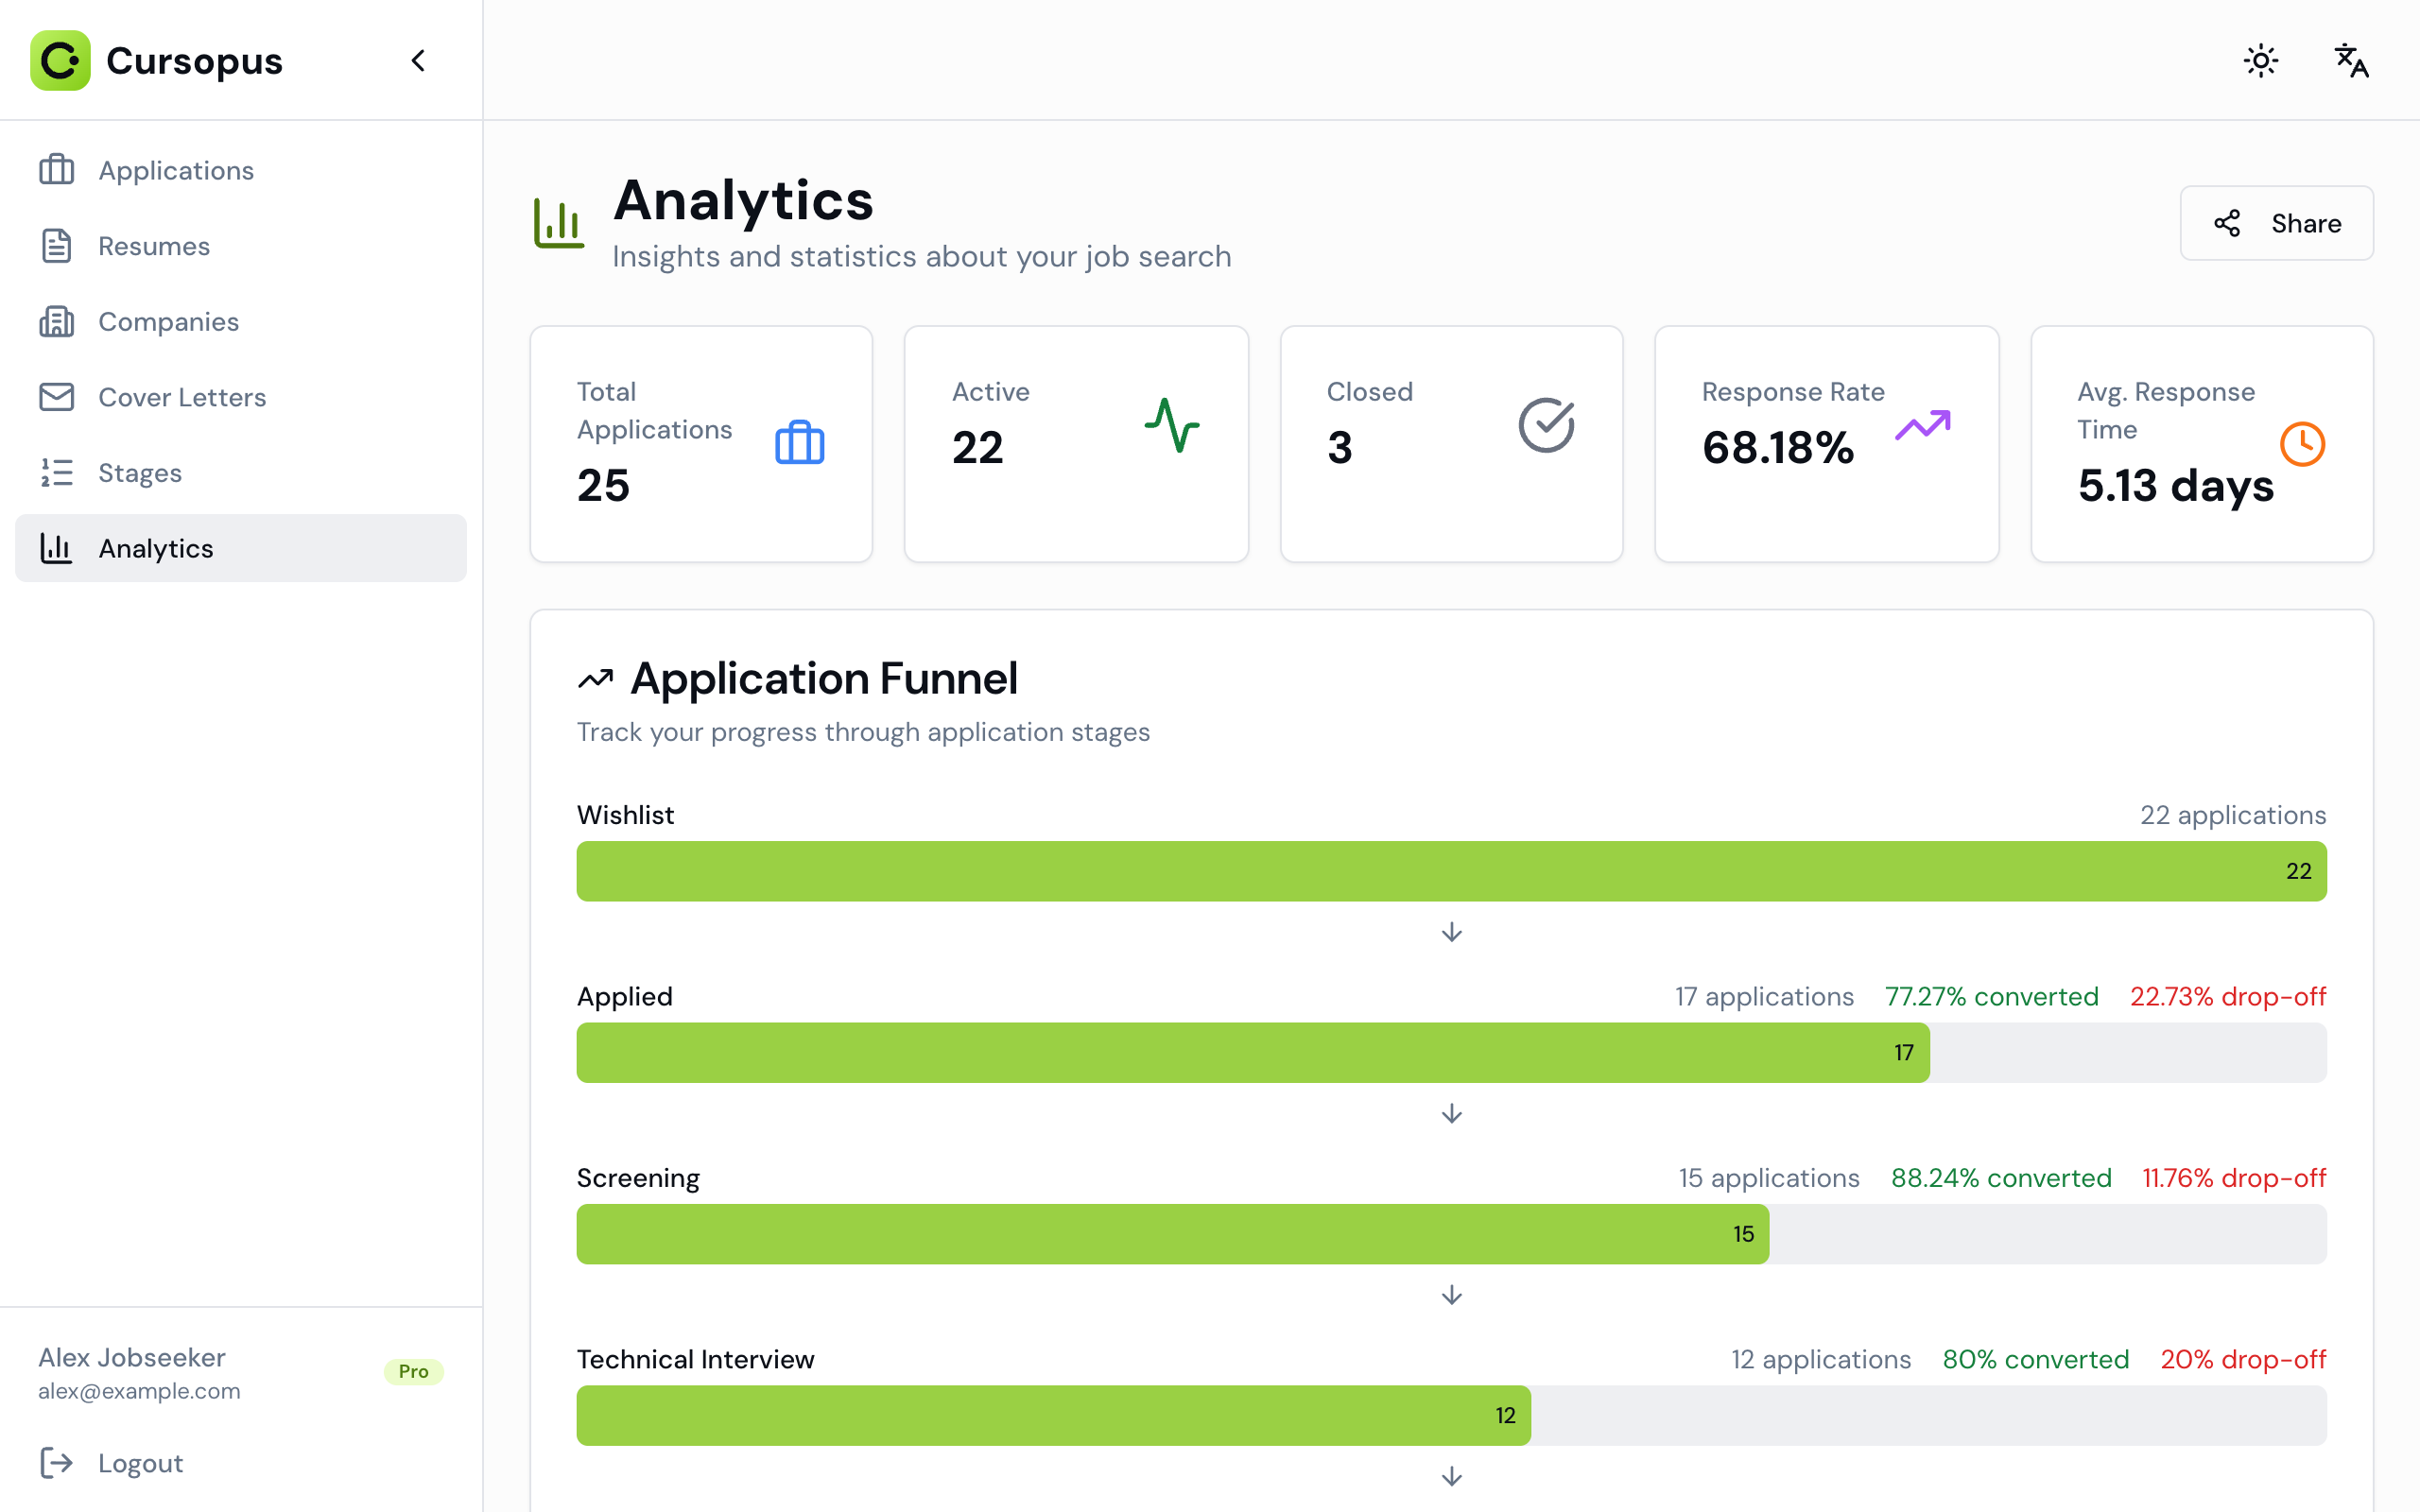 Cursopus
Applications
Resumes
Companies
Cover Letters
Stages
Analytics
Alex Jobseeker
alex@example.com
Pro
Logout
Analytics
Insights and statistics about your job search
Share
Total
Applications
25
Active
22
Closed
3
Response Rate
68.18%
Avg. Response
Time
5.13 days
Application Funnel
Track your progress through application stages
Wishlist 22 applications
22
Applied 17 applications 77.27% converted 22.73% drop-off
17
Screening 15 applications 88.24% converted 11.76% drop-off
15
Technical Interview 12 applications 80% converted 20% drop-off
12